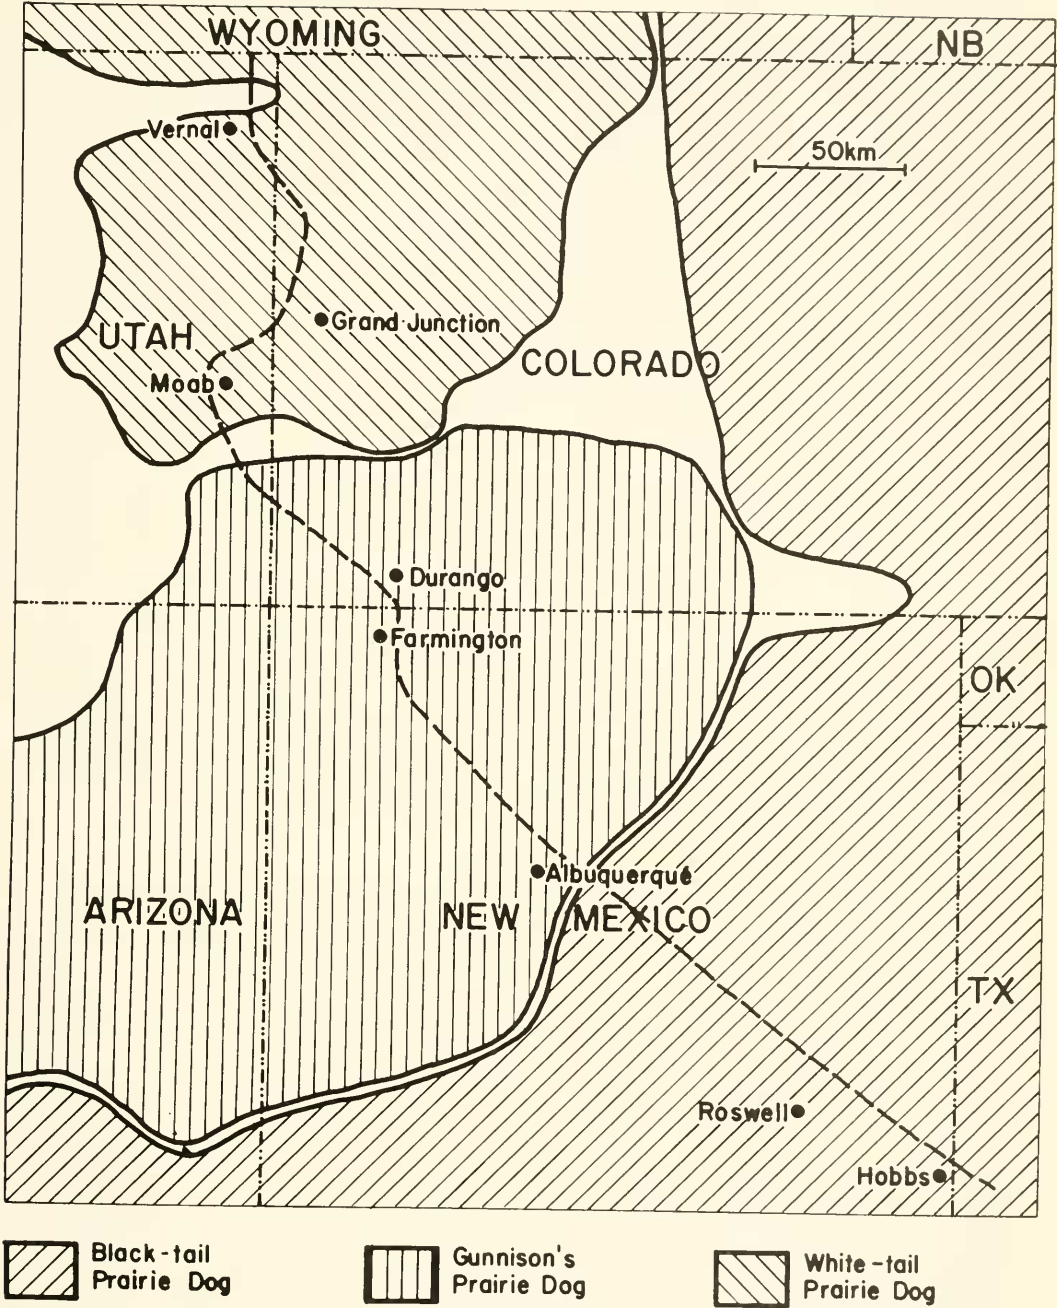 WYOMING
NB
Vernal
50km
Grand Junction
UTAH
COLORADO
Moab
Durango
Farmington
OK
Albuquerque
ARIZONA
NEW MEXICO
TX
Roswell
Hobbs
Black-tail
Prairie Dog
Gunnison's
Prairie Dog
White-tail
Prairie Dog